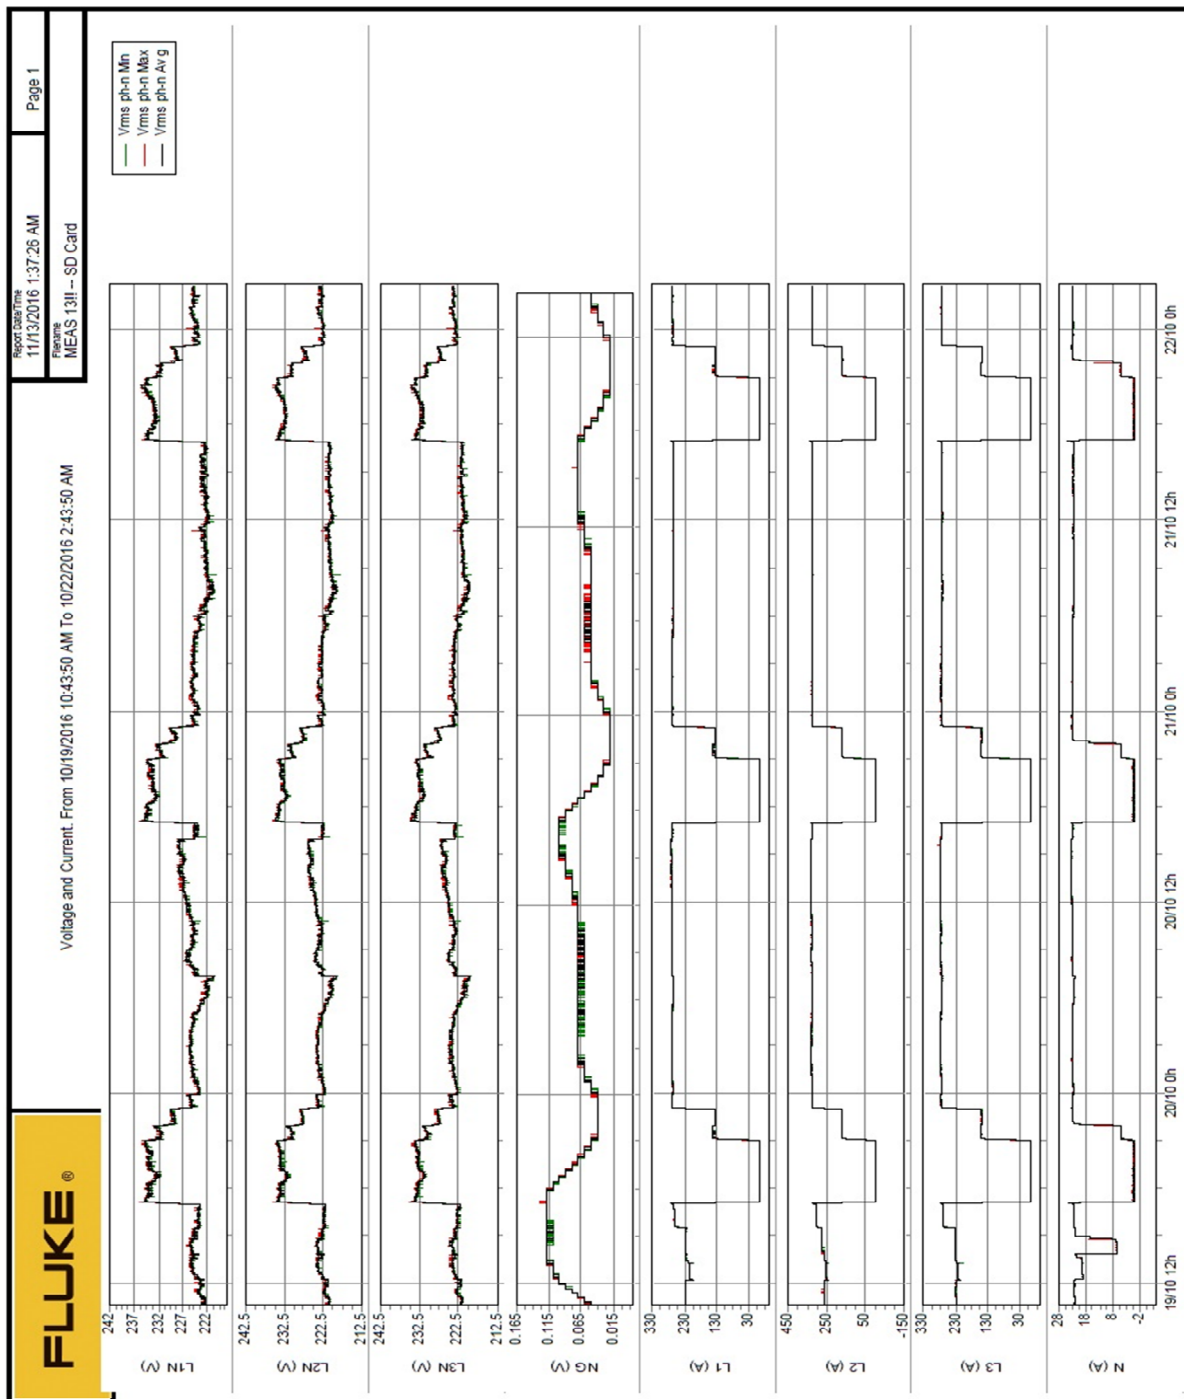 FLUKE ®
Report Date/Time
11/13/2016 1:37:26 AM
Page 1
Filename
MEAS 13!! -- SD Card
Voltage and Current. From 10/19/2016 10:43:50 AM To 10/22/2016 2:43:50 AM
Vrms ph-n Min
Vrms ph-n Max
Vrms ph-n Avg
L1N (V)
242
237
232
227
222
L2N (V)
242.5
232.5
222.5
212.5
L3N (V)
242.5
232.5
222.5
212.5
NG (V)
0.165
0.115
0.065
0.015
L1 (A)
330
230
130
30
L2 (A)
450
250
50
-150
L3 (A)
330
230
130
30
N (A)
28
18
8
-2
19/10 12h
20/10 0h
20/10 12h
21/10 0h
21/10 12h
22/10 0h